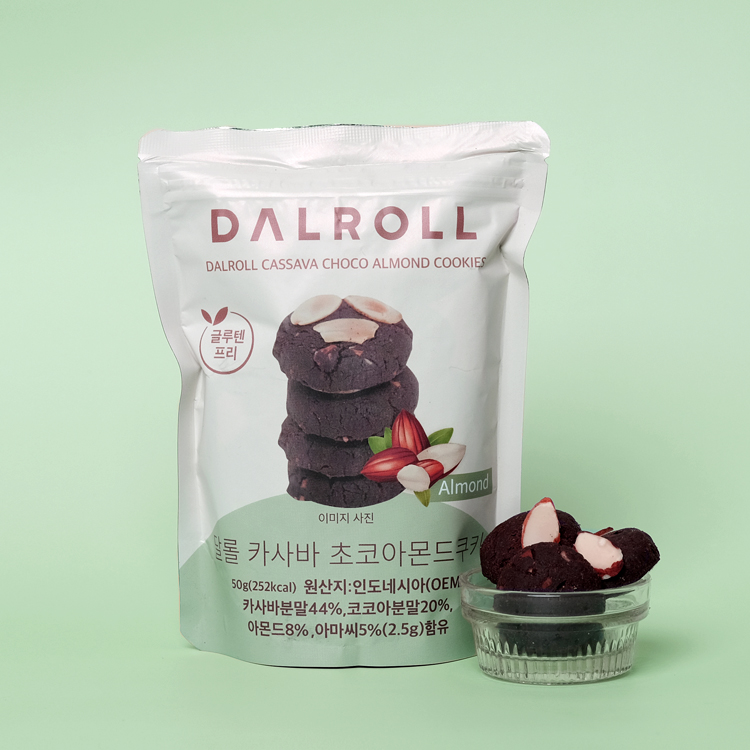 DALROLL
DALROLL CASSAVA CHOCO ALMOND COOKIES
글루텐
프리
Almond
이미지 사진
달롤 카사바 초코아몬드쿠키
50g(252kcal) 원산지:인도네시아(OEM
카사바분말44%,코코아분말20%,
아몬드8%,아마씨5%(2.5g)함유